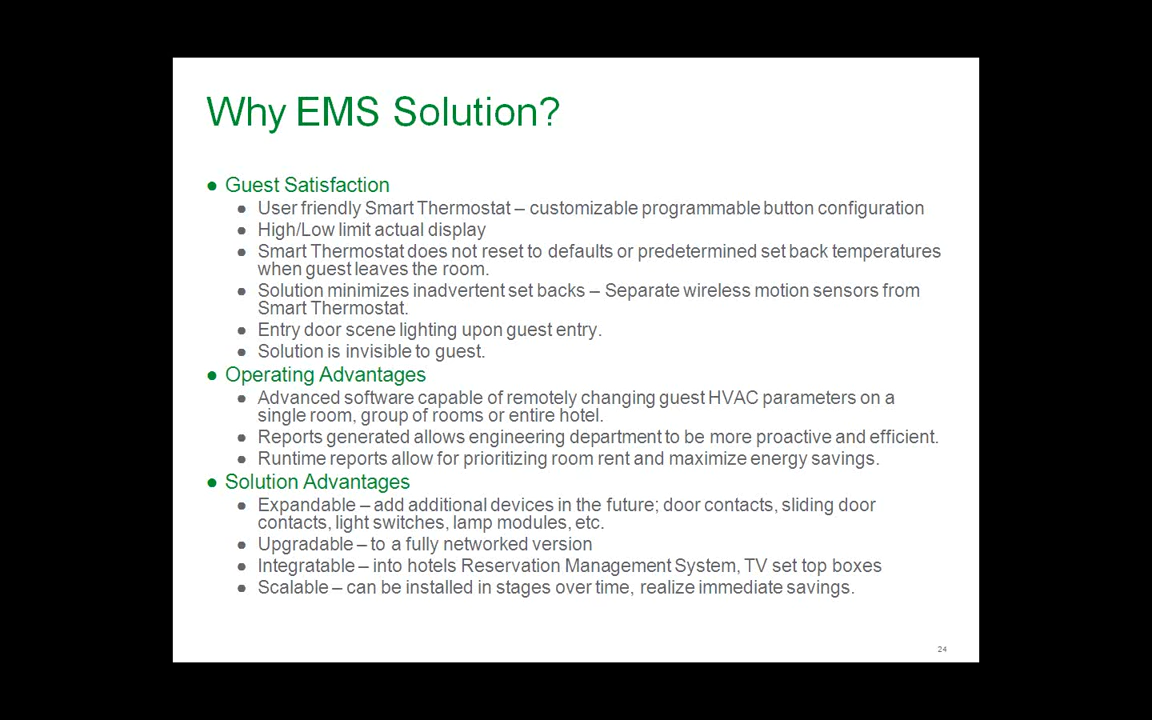 Why EMS Solution?
● Guest Satisfaction
● User friendly Smart Thermostat – customizable programmable button configuration
● High/Low limit actual display
● Smart Thermostat does not reset to defaults or predetermined set back temperatures
when guest leaves the room.
● Solution minimizes inadvertent set backs – Separate wireless motion sensors from
Smart Thermostat.
● Entry door scene lighting upon guest entry.
● Solution is invisible to guest.
● Operating Advantages
● Advanced software capable of remotely changing guest HVAC parameters on a
single room, group of rooms or entire hotel.
● Reports generated allows engineering department to be more proactive and efficient.
● Runtime reports allow for prioritizing room rent and maximize energy savings.
● Solution Advantages
● Expandable – add additional devices in the future; door contacts, sliding door
contacts, light switches, lamp modules, etc.
● Upgradable – to a fully networked version
● Integratable – into hotels Reservation Management System, TV set top boxes
● Scalable – can be installed in stages over time, realize immediate savings.
24